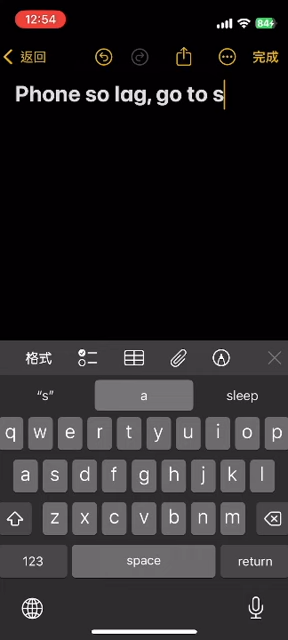 12:54
84
返回
完成
Phone so lag, go to s
格式
“s” a sleep
q w e r t y u i o p
a s d f g h j k l
z x c v b n m
123 space return